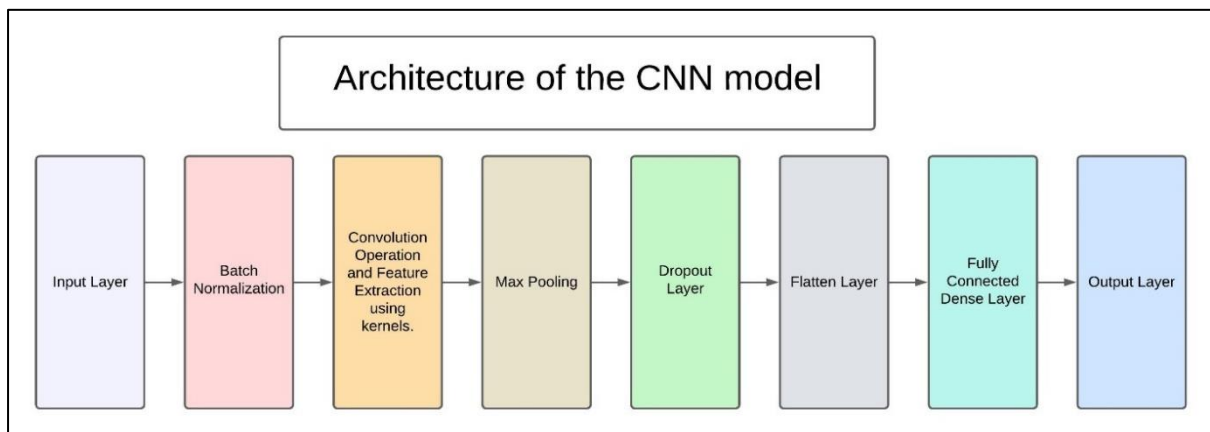 Architecture of the CNN model
Input Layer
Batch
Normalization
Convolution
Operation
and Feature
Extraction
using
kernels.
Max Pooling
Dropout
Layer
Flatten Layer
Fully
Connected
Dense Layer
Output Layer